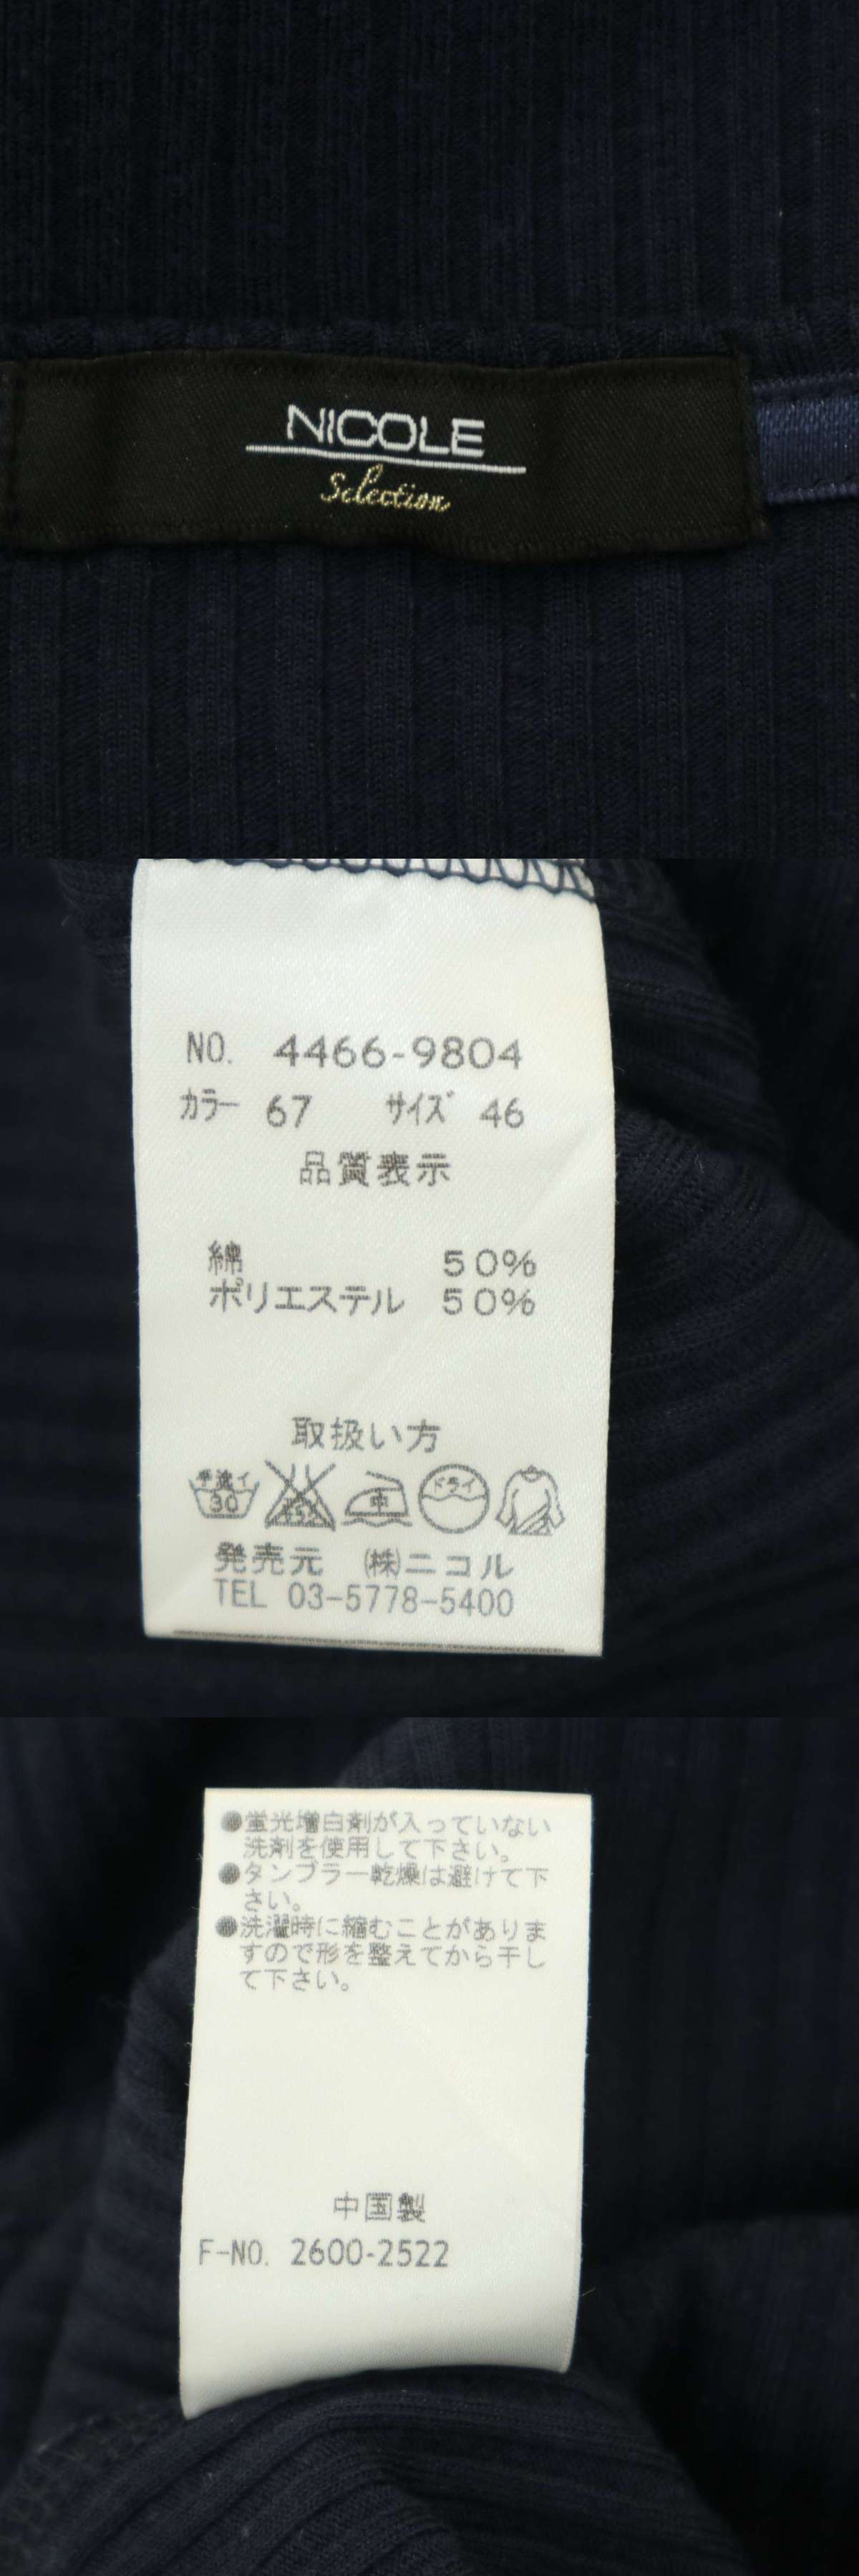 NICOLE
Selection
NO. 4466-9804
カラー 67 サイズ 46
品質表示
綿 50%
ポリエステル 50%
取扱い方
手洗イ
30
中
ドライ
発売元 ㈱ニコル
TEL 03-5778-5400
●蛍光増白剤が入っていない
洗剤を使用して下さい。
●タンブラー乾燥は避けて下
さい。
●洗濯時に縮むことがありま
すので形を整えてから干し
て下さい。
中国製
F-NO. 2600-2522